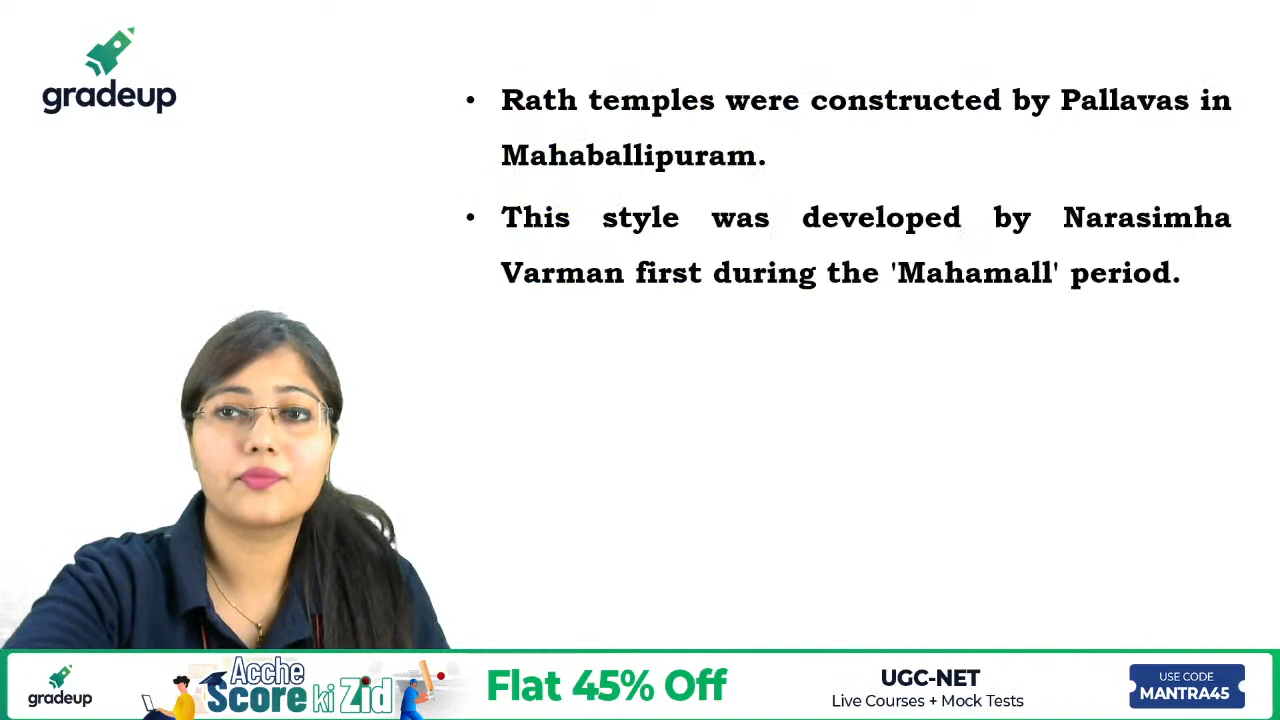 gradeup
• Rath temples were constructed by Pallavas in
Mahaballipuram.
• This style was developed by Narasimha
Varman first during the 'Mahamall' period.
gradeup
Acche
Score ki Zid
Flat 45% Off
UGC-NET
Live Courses + Mock Tests
USE CODE
MANTRA45